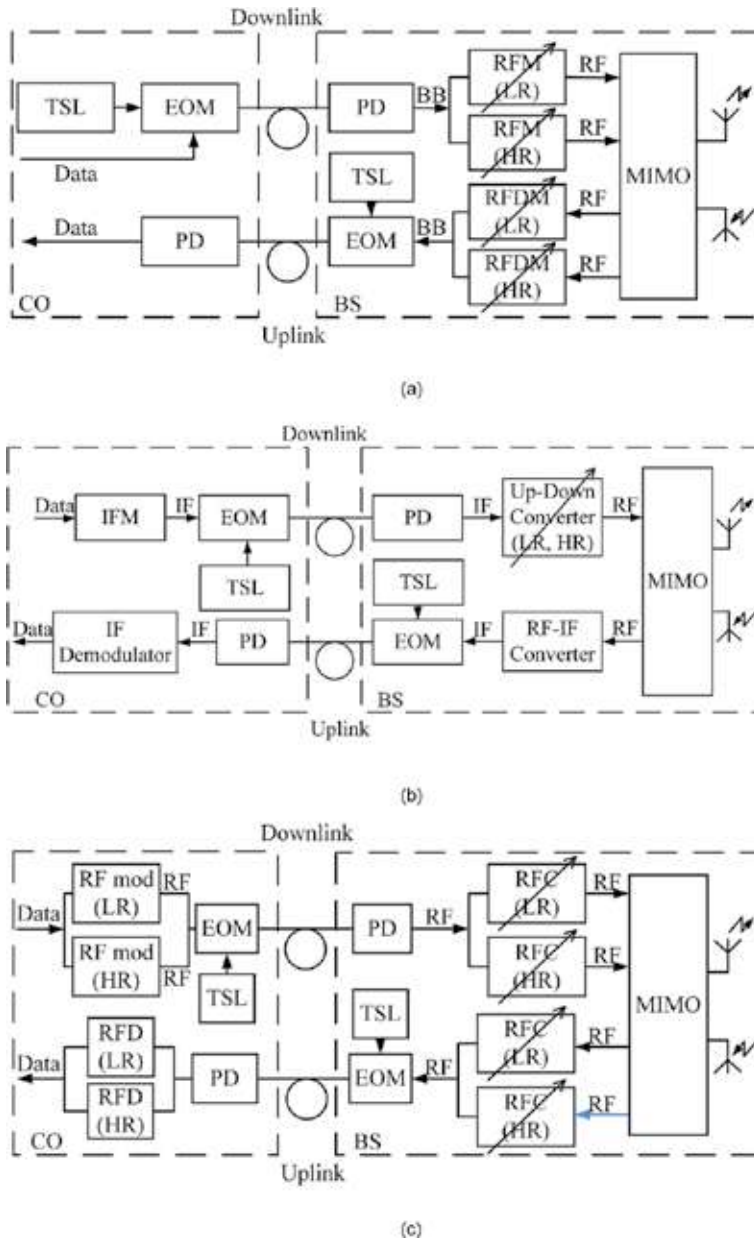 Downlink
TSL
EOM
PD
BB
RFM
(LR)
RF
RFM
(HR)
RF
MIMO
Data
TSL
Data
PD
EOM
BB
RFDM
(LR)
RF
RFDM
(HR)
RF
CO
BS
Uplink
(a)
Downlink
Data
IFM
IF
EOM
PD
IF
Up-Down
Converter
(LR, HR)
RF
MIMO
TSL
TSL
Data
IF
Demodulator
IF
PD
EOM
IF
RF-IF
Converter
RF
CO
BS
Uplink
(b)
Downlink
Data
RF mod
(LR)
RF
RF mod
(HR)
RF
EOM
TSL
PD
RF
RFC
(LR)
RF
RFC
(HR)
RF
MIMO
Data
RFD
(LR)
RFD
(HR)
PD
TSL
EOM
RF
RFC
(LR)
RF
RFC
(HR)
RF
CO
BS
Uplink
(c)